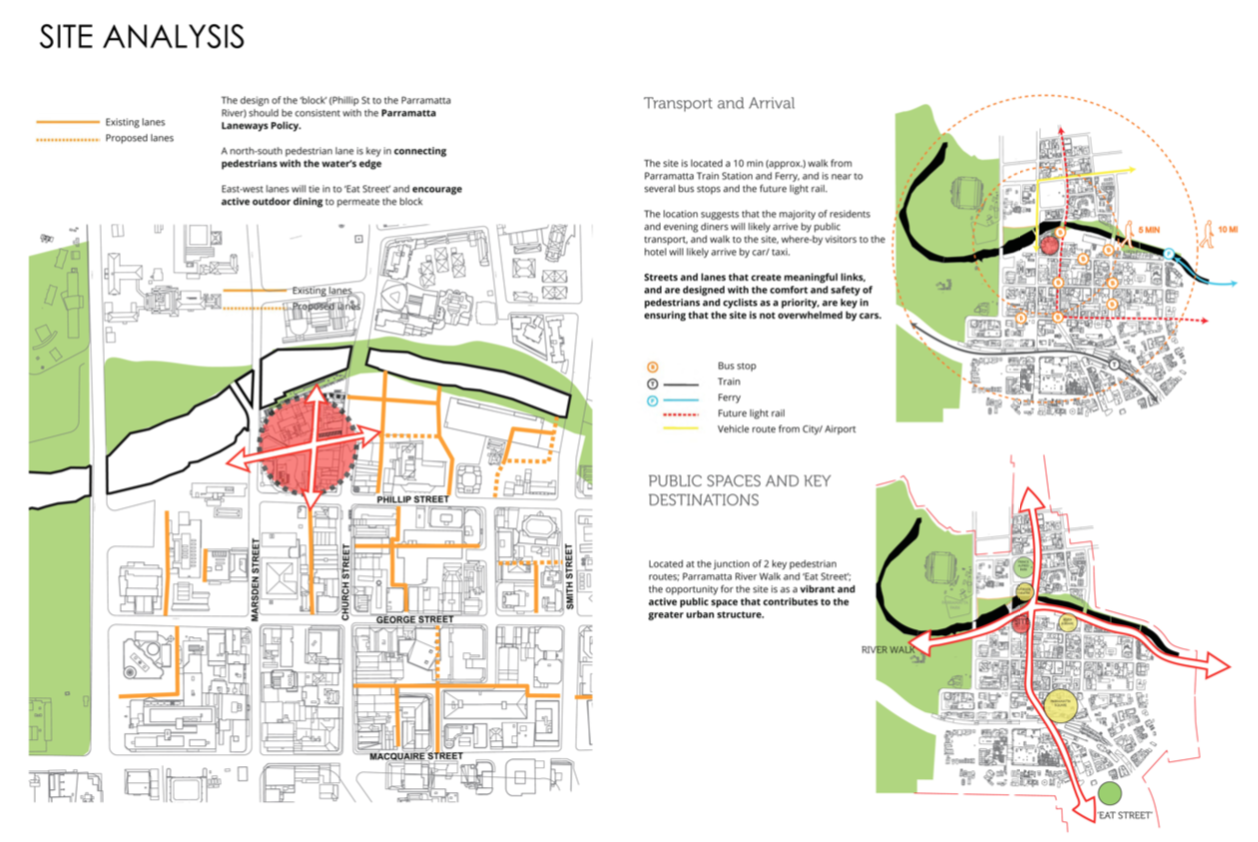 SITE ANALYSIS
Existing lanes
Proposed lanes
The design of the 'block' (Phillip St to the Parramatta
River) should be consistent with the Parramatta
Laneways Policy.
A north-south pedestrian lane is key in connecting
pedestrians with the water's edge
East-west lanes will tie in to 'Eat Street' and encourage
active outdoor dining to permeate the block
Existing lanes
Proposed lanes
PHILLIP STREET
MARSDEN STREET
CHURCH STREET
SMITH STREET
GEORGE STREET
MACQUAIRE STREET
Transport and Arrival
The site is located a 10 min (approx.) walk from
Parramatta Train Station and Ferry, and is near to
several bus stops and the future light rail.
The location suggests that the majority of residents
and evening diners will likely arrive by public
transport, and walk to the site, where-by visitors to the
hotel will likely arrive by car/ taxi.
Streets and lanes that create meaningful links,
and are designed with the comfort and safety of
pedestrians and cyclists as a priority, are key in
ensuring that the site is not overwhelmed by cars.
B Bus stop
T Train
F Ferry
Future light rail
Vehicle route from City/ Airport
5 MIN
10 MI
PUBLIC SPACES AND KEY
DESTINATIONS
Located at the junction of 2 key pedestrian
routes; Parramatta River Walk and 'Eat Street';
the opportunity for the site is as a vibrant and
active public space that contributes to the
greater urban structure.
RIVER WALK
'EAT STREET'